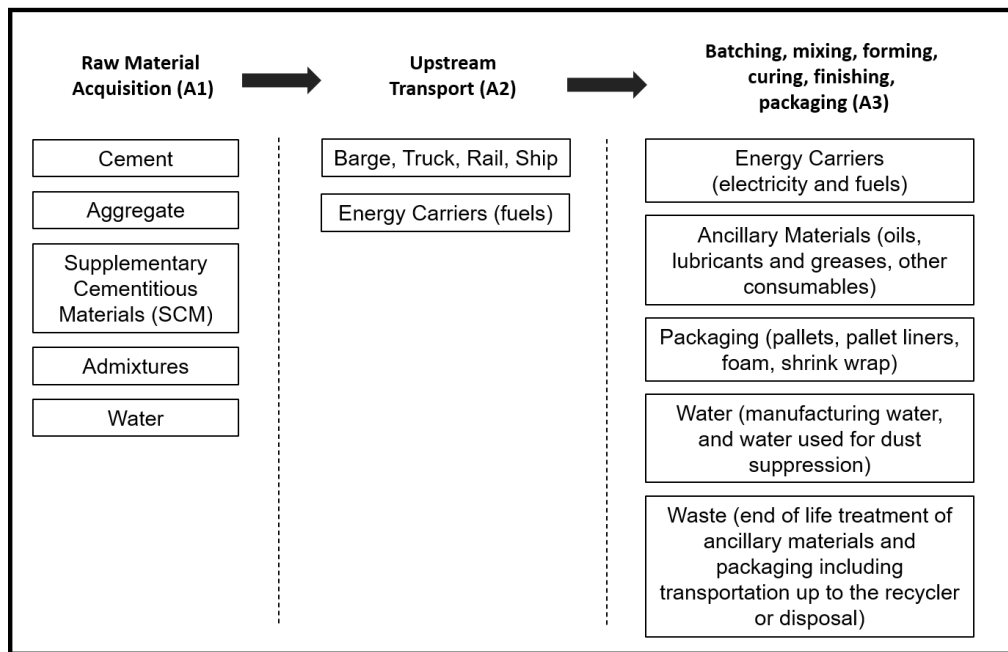 Raw Material
Acquisition (A1)
Upstream
Transport (A2)
Batching, mixing, forming,
curing, finishing,
packaging (A3)
Cement
Aggregate
Supplementary
Cementitious
Materials (SCM)
Admixtures
Water
Barge, Truck, Rail, Ship
Energy Carriers (fuels)
Energy Carriers
(electricity and fuels)
Ancillary Materials (oils,
lubricants and greases, other
consumables)
Packaging (pallets, pallet liners,
foam, shrink wrap)
Water (manufacturing water,
and water used for dust
suppression)
Waste (end of life treatment of
ancillary materials and
packaging including
transportation up to the recycler
or disposal)